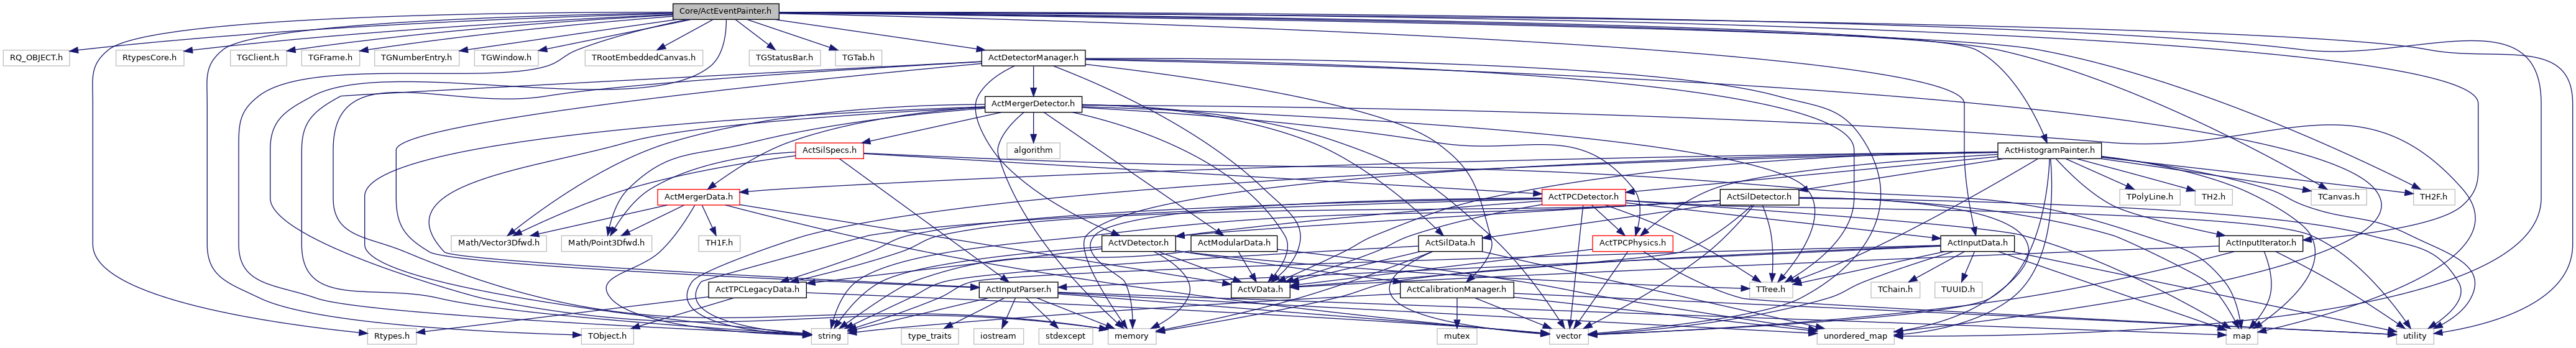 Core/ActEventPainter.h
RQ_OBJECT.h
RtypesCore.h
TGClient.h
TGFrame.h
TGNumberEntry.h
TGWindow.h
TRootEmbeddedCanvas.h
TGStatusBar.h
TGTab.h
ActDetectorManager.h
ActMergerDetector.h
ActSilSpecs.h
algorithm
ActHistogramPainter.h
ActMergerData.h
ActTPCDetector.h
ActSilDetector.h
TPolyLine.h
TH2.h
TCanvas.h
TH2F.h
Math/Vector3Dfwd.h
Math/Point3Dfwd.h
TH1F.h
ActVDetector.h
ActModularData.h
ActSilData.h
ActTPCPhysics.h
ActInputData.h
ActInputIterator.h
ActTPCLegacyData.h
ActInputParser.h
ActVData.h
ActCalibrationManager.h
TTree.h
TChain.h
TUUID.h
Rtypes.h
TObject.h
string
type_traits
iostream
stdexcept
memory
mutex
vector
unordered_map
map
utility